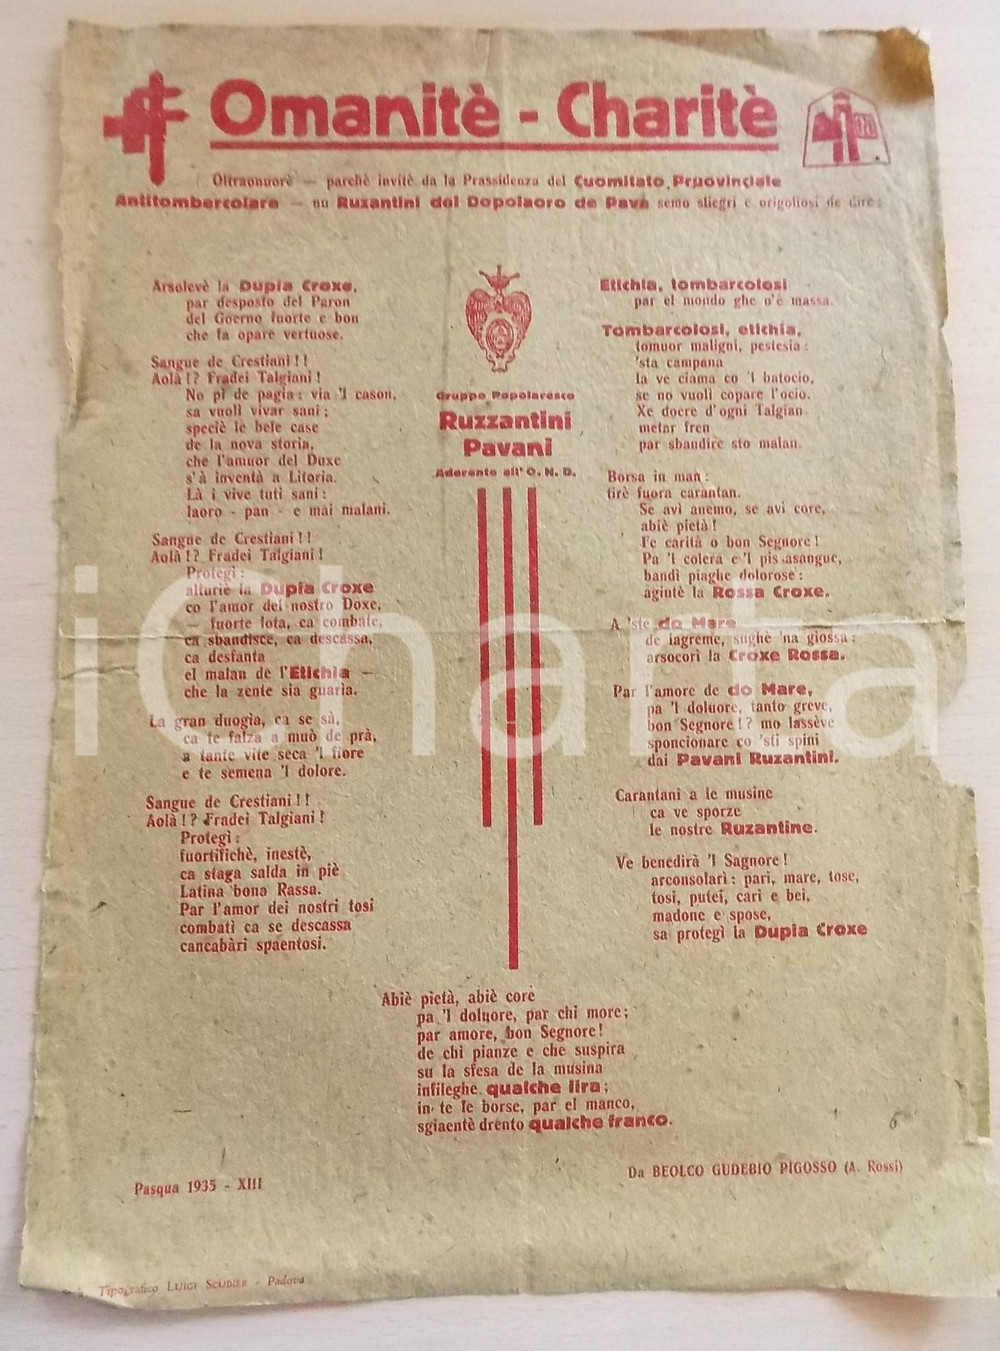 Omanitè - Charitè
Oltraonuorè — parchè invitè da la Prassidenza del Cuomitato Pruovinciale
Antitombercolare — nu Ruzantini del Dopolaoro de Pavà semo sliegri e origoliosi de dire:
Arsolevè la Dupia Croxe,
par desposto del Paron
del Goerno fuorte e bon
che fa opare vertuose.
Sangue de Crestiani!!
Aolà!? Fradei Talgiani!
No pì de pagia: via 'l cason,
sa vuoli vivar sani;
speciè le bele case
de la nova storia,
che l'amuor del Duxe
s'à inventà a Litoria.
Là i vive tuti sani:
laoro - pan - e mai malani.
Sangue de Crestiani!!
Aolà!? Fradei Talgiani!
Protegì:
alturiè la Dupia Croxe
co l'amor del nostro Doxe,
— fuorte lota, ca combate,
ca sbandisce, ca descassa,
ca desfanta
el malan de l'Etichia —
che la zente sia guaria.
La gran duogia, ca se sà,
ca te falza a muò de prà,
a tante vite seca 'l fiore
e te semena 'l dolore.
Sangue de Crestiani!!
Aolà!? Fradei Talgiani!
Protegì:
fuortifichè, inestè,
ca staga salda in piè
Latina bona Rassa.
Par l'amor dei nostri tosi
combatì ca se descassa
cancabàri spaentosi.
Gruppo Popolaresco
Ruzzantini
Pavani
Aderente all'O. N. D.
Etichia, tombarcolosi
par el mondo ghe n'è massa.
Tombarcolosi, etichia,
tomuor maligni, pestesia:
'sta campana
la ve ciama co 'l batocio,
se no vuolì copare l'ocio.
Xe doere d'ogni Talgian
metar fren
par sbandire sto malan.
Borsa in man:
tirè fuora carantan.
Se avì anemo, se avì core,
abiè pietà!
Fe carità o bon Segnore!
Pa 'l colera e 'l pissasangue,
bandì piaghe dolorose:
agiutè la Rossa Croxe.
A 'ste do Mare
de lagreme, sughè 'na giossa:
arsocorì la Croxe Rossa.
Par l'amore de do Mare,
pa 'l doluore, tanto greve,
bon Segnore!? mo lassève
sponcionare co 'sti spini
dai Pavani Ruzantini.
Carantani a le musine
ca ve sporze
le nostre Ruzantine.
Ve benedirà 'l Sagnore!
arconsolari: pari, mare, tose,
tosi, putei, cari e bei,
madone e spose,
sa protegì la Dupia Croxe
Abiè pietà, abiè core
pa 'l doluore, par chi more;
par amore, bon Segnore!
de chi pianze e che suspira
su la sfesa de la musina
infileghe qualche lira;
in te le borse, par el manco,
sgiaentè drento qualche franco.
6
Pasqua 1935 - XIII
Da BEOLCO GUDEBIO PIGOSSO (A. Rossi)
Tipografico LUIGI SCUDIER - Padova
iCharta